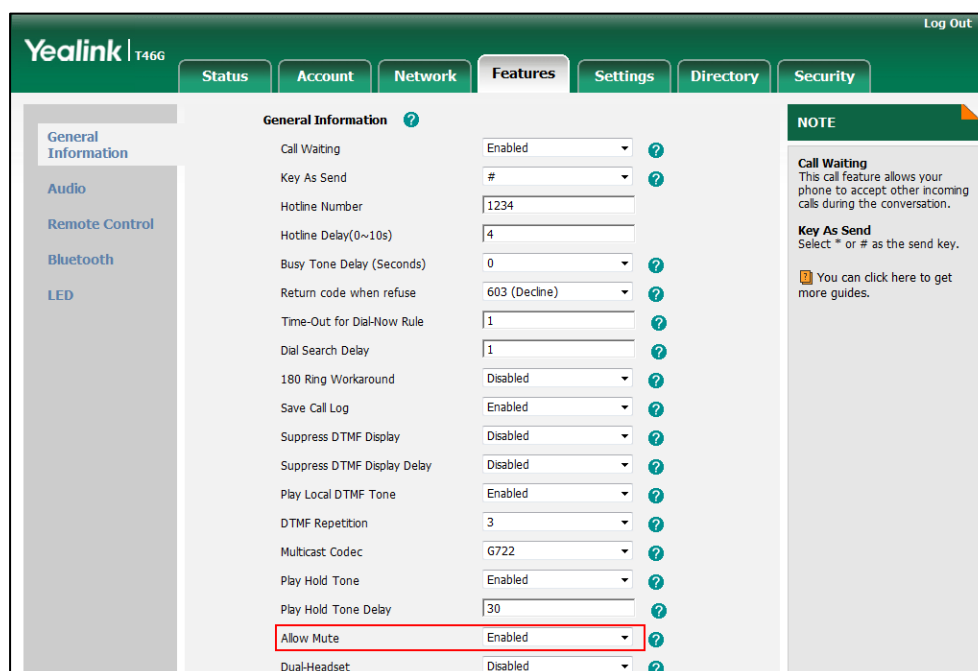 Log Out
Yealink | T46G
Status Account Network Features Settings Directory Security
General Information
Audio
Remote Control
Bluetooth
LED
General Information ?
Call Waiting Enabled ?
Key As Send # ?
Hotline Number 1234
Hotline Delay(0~10s) 4
Busy Tone Delay (Seconds) 0 ?
Return code when refuse 603 (Decline) ?
Time-Out for Dial-Now Rule 1 ?
Dial Search Delay 1 ?
180 Ring Workaround Disabled ?
Save Call Log Enabled ?
Suppress DTMF Display Disabled ?
Suppress DTMF Display Delay Disabled ?
Play Local DTMF Tone Enabled ?
DTMF Repetition 3 ?
Multicast Codec G722 ?
Play Hold Tone Enabled ?
Play Hold Tone Delay 30 ?
Allow Mute Enabled ?
Dual-Headset Disabled ?
NOTE
Call Waiting
This call feature allows your
phone to accept other incoming
calls during the conversation.
Key As Send
Select * or # as the send key.
? You can click here to get
more guides.